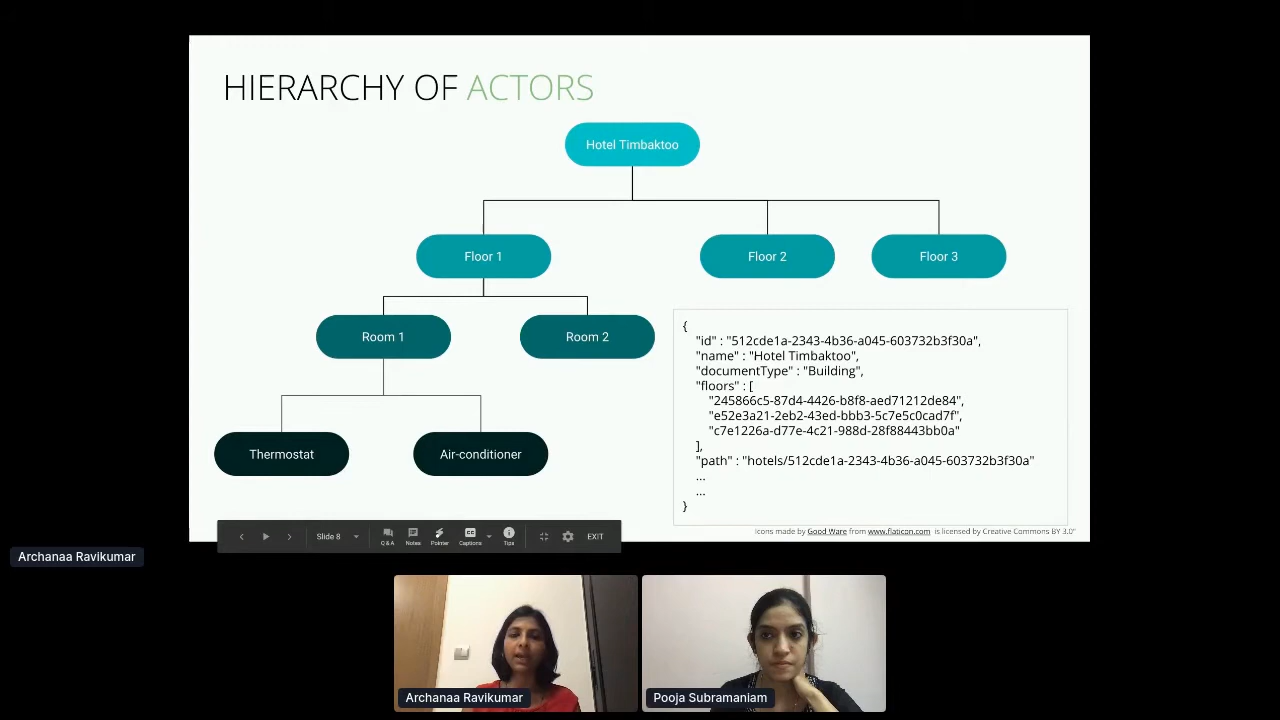 HIERARCHY OF ACTORS
Hotel Timbaktoo
Floor 1
Floor 2
Floor 3
Room 1
Room 2
Thermostat
Air-conditioner
{
"id" : "512cde1a-2343-4b36-a045-603732b3f30a",
"name" : "Hotel Timbaktoo",
"documentType" : "Building",
"floors" : [
"245866c5-87d4-4426-b8f8-aed71212de84",
"e52e3a21-2eb2-43ed-bbb3-5c7e5c0cad7f",
"c7e1226a-d77e-4c21-988d-28f88443bb0a"
],
"path" : "hotels/512cde1a-2343-4b36-a045-603732b3f30a"
...
...
}
Icons made by Good Ware from www.flaticon.com is licensed by Creative Commons BY 3.0"
Slide 8
Q & A
Notes
Pointer
Captions
Tips
EXIT
Archanaa Ravikumar
Archanaa Ravikumar
Pooja Subramaniam